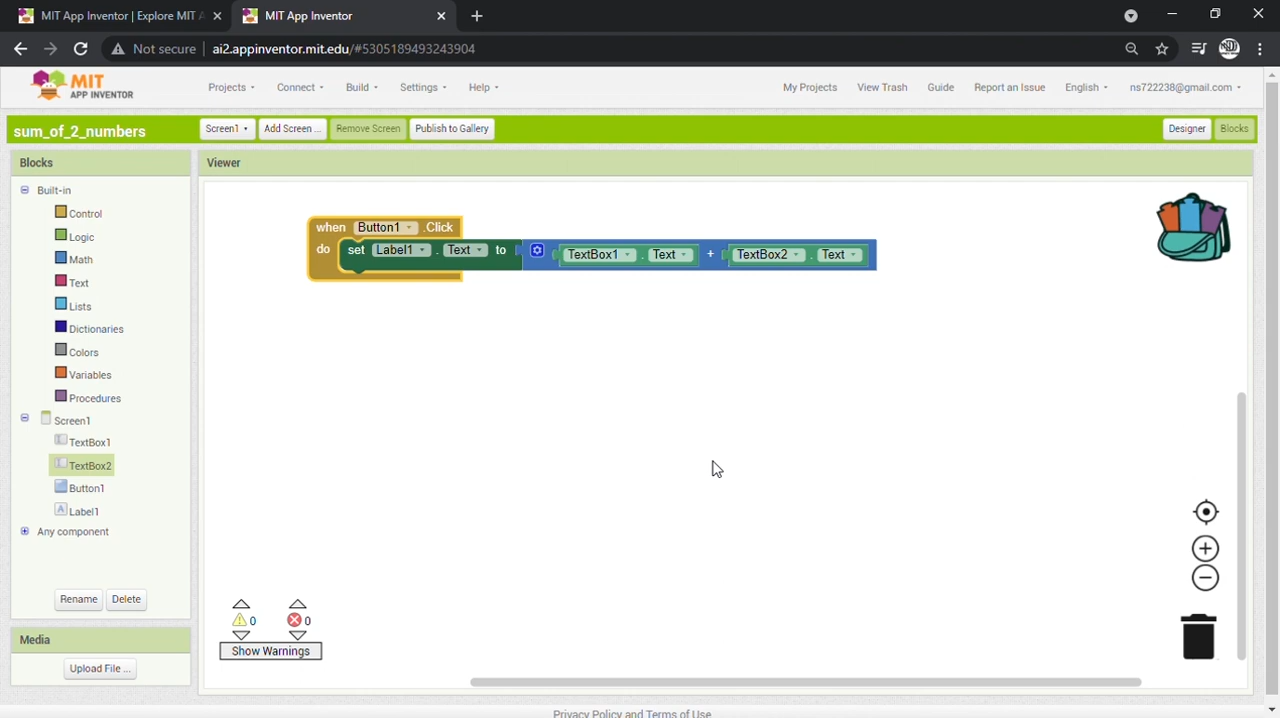 MIT App Inventor | Explore MIT A
MIT App Inventor
Not secure
ai2.appinventor.mit.edu/#5305189493243904
MIT
APP INVENTOR
Projects
Connect
Build
Settings
Help
My Projects
View Trash
Guide
Report an Issue
English
ns722238@gmail.com
sum_of_2_numbers
Screen1
Add Screen ...
Remove Screen
Publish to Gallery
Designer
Blocks
Blocks
Viewer
Built-in
Control
Logic
Math
Text
Lists
Dictionaries
Colors
Variables
Procedures
Screen1
TextBox1
TextBox2
Button1
Label1
Any component
Rename
Delete
Media
Upload File ...
when Button1 .Click
do set Label1 . Text to TextBox1 . Text + TextBox2 . Text
0
0
Show Warnings
Privacy Policy and Terms of Use